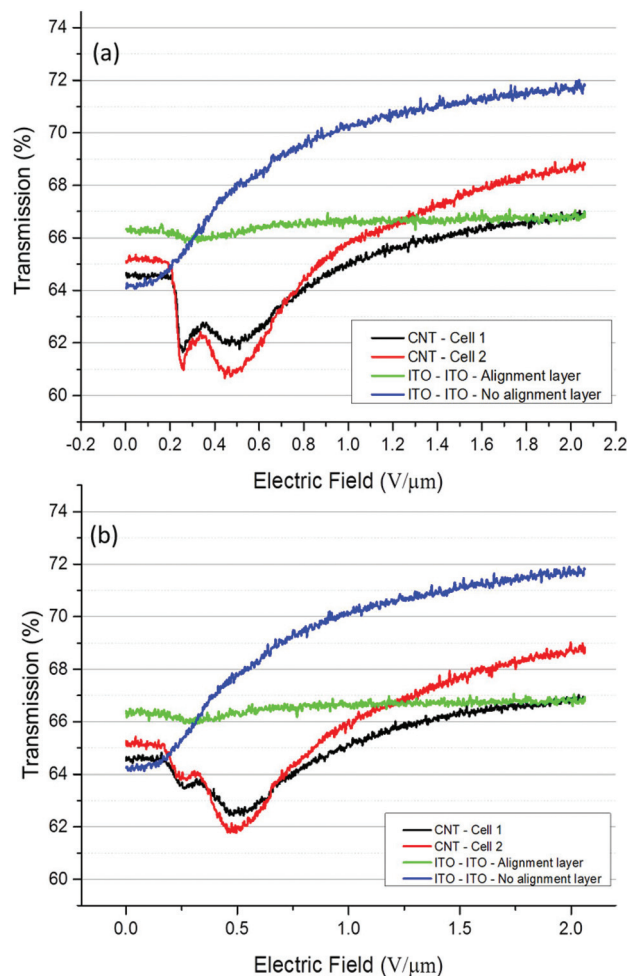 (a)
74
72
70
68
66
64
62
60
Transmission (%)
CNT - Cell 1
CNT - Cell 2
ITO - ITO - Alignment layer
ITO - ITO - No alignment layer
-0.2 0.0 0.2 0.4 0.6 0.8 1.0 1.2 1.4 1.6 1.8 2.0 2.2
Electric Field (V/μm)
(b)
74
72
70
68
66
64
62
60
Transmission (%)
CNT - Cell 1
CNT - Cell 2
ITO - ITO - Alignment layer
ITO - ITO - No alignment layer
0.0 0.5 1.0 1.5 2.0
Electric Field (V/μm)